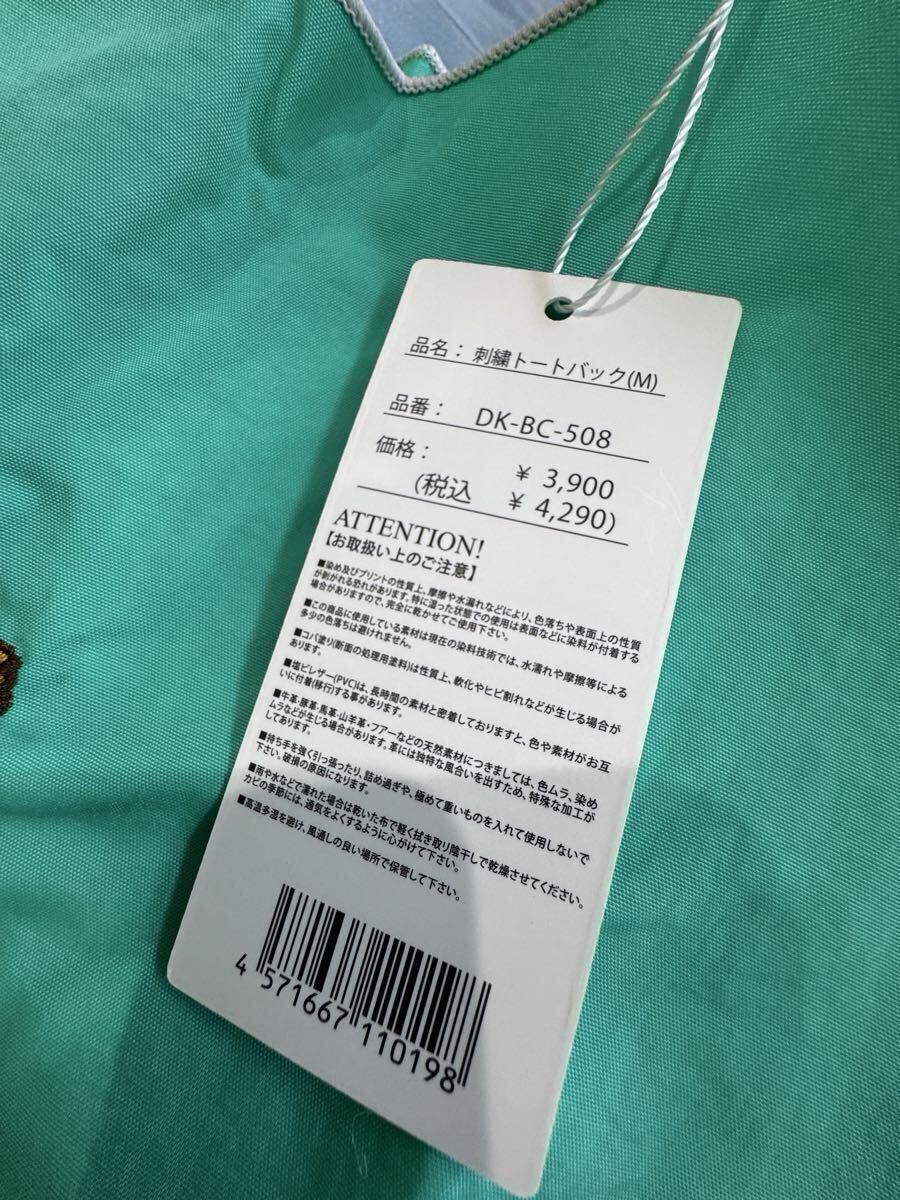 品名： 刺繍トートバック(M)
品番： DK-BC-508
価格： ￥ 3,900
(税込 ￥ 4,290)
ATTENTION!
【お取扱い上のご注意】
■染め及びプリントの性質上、摩擦や水濡れなどにより、色落ちや表面上の性質
が剥がれる恐れがあります。特に湿った状態での使用は表面などに染料が付着する
場合がありますので、完全に乾かせてご使用下さい。
■この商品に使用している素材は現在の染料技術では、水濡れや摩擦等による
多少の色落ちは避けれません。
■コバ塗り(断面の処理用塗料)は性質上、軟化やヒビ割れなどが生じる場合が
あります。
■塩ビレザー(PVC)は、長時間の素材と密着しておりますと、色や素材がお互
いに付着(移行)する事があります。
■牛革・豚革・馬革・山羊革・ファーなどの天然素材につきましては、色ムラ、染め
ムラなどが生じる場合があります。革には独特な風合いを出すため、特殊な加工が
してあります。
■持ち手を強く引っ張ったり、詰め過ぎや、極めて重いものを入れて使用しないで
下さい。破損の原因になります。
■雨や水などで濡れた場合は乾いた布で軽く拭き取り陰干しで乾燥させてください。
カビの季節には、通気をよくするように心がけて下さい。
■高温多湿を避け、風通しの良い場所で保管して下さい。
4 571667 110198